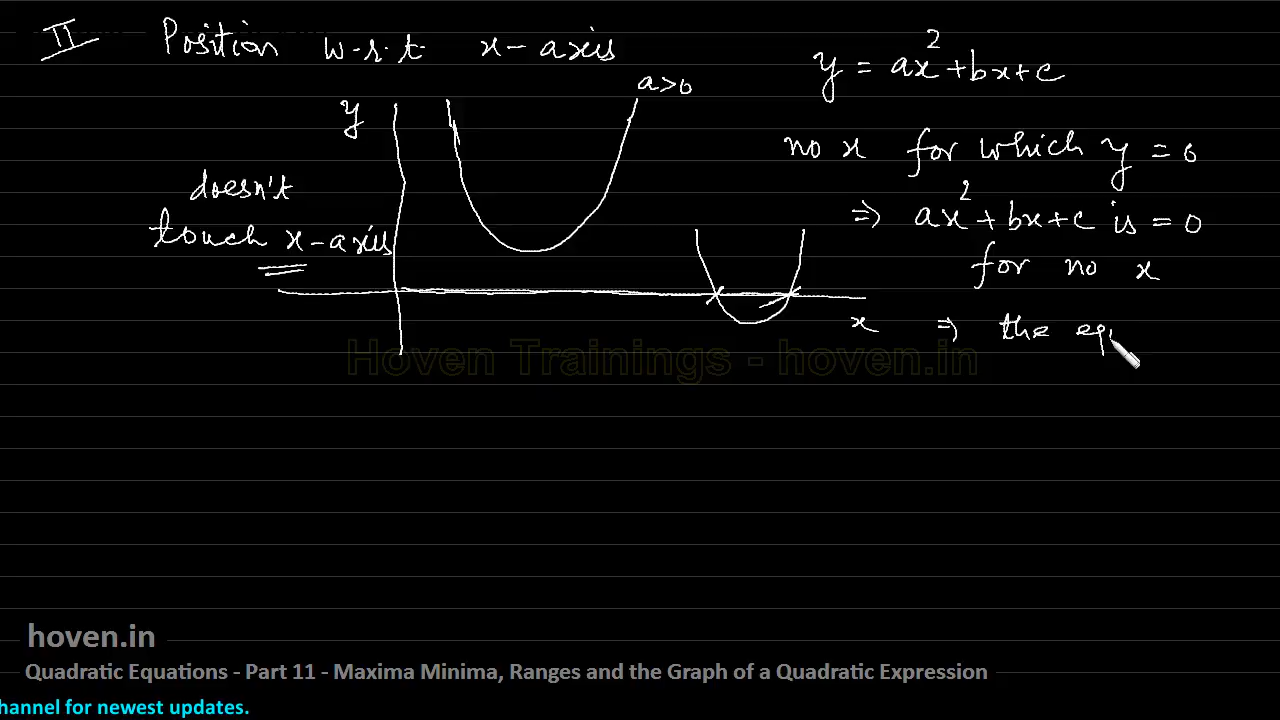 II Position w.r.t. x-axis
y = ax² + bx + c
a>0
y
no x for which y = 0
doesn't
touch x-axis
⇒ ax² + bx + c is = 0
for no x
x
⇒ the eq
Hoven Trainings - hoven.in
hoven.in
Quadratic Equations - Part 11 - Maxima Minima, Ranges and the Graph of a Quadratic Expression
hannel for newest updates.